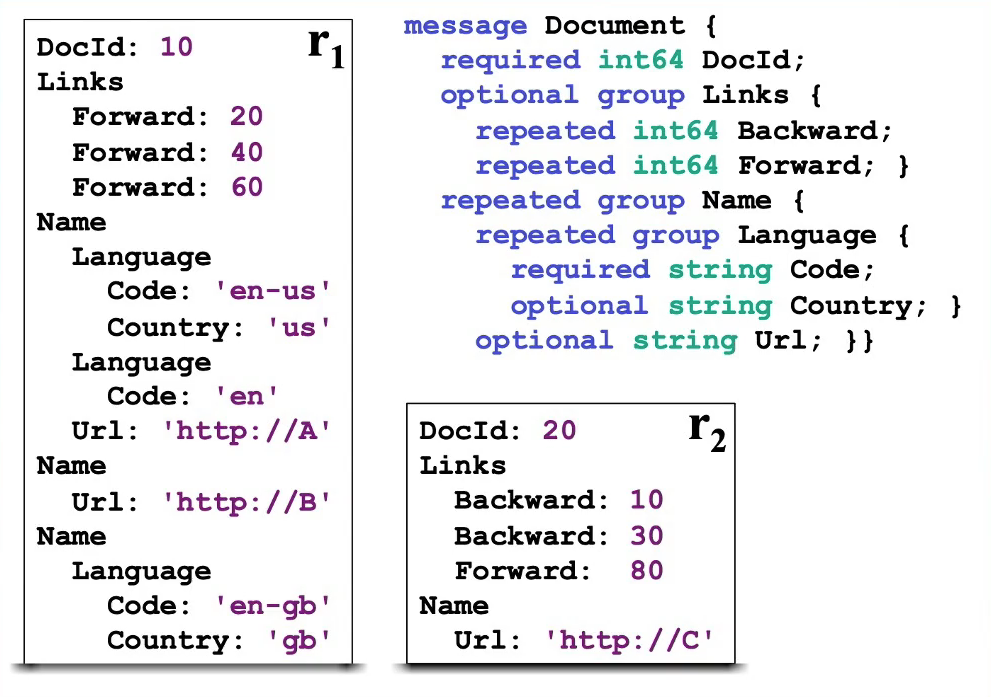 DocId: 10 r1
Links
Forward: 20
Forward: 40
Forward: 60
Name
Language
Code: 'en-us'
Country: 'us'
Language
Code: 'en'
Url: 'http://A'
Name
Url: 'http://B'
Name
Language
Code: 'en-gb'
Country: 'gb'
message Document {
required int64 DocId;
optional group Links {
repeated int64 Backward;
repeated int64 Forward; }
repeated group Name {
repeated group Language {
required string Code;
optional string Country; }
optional string Url; }}
DocId: 20 r2
Links
Backward: 10
Backward: 30
Forward: 80
Name
Url: 'http://C'